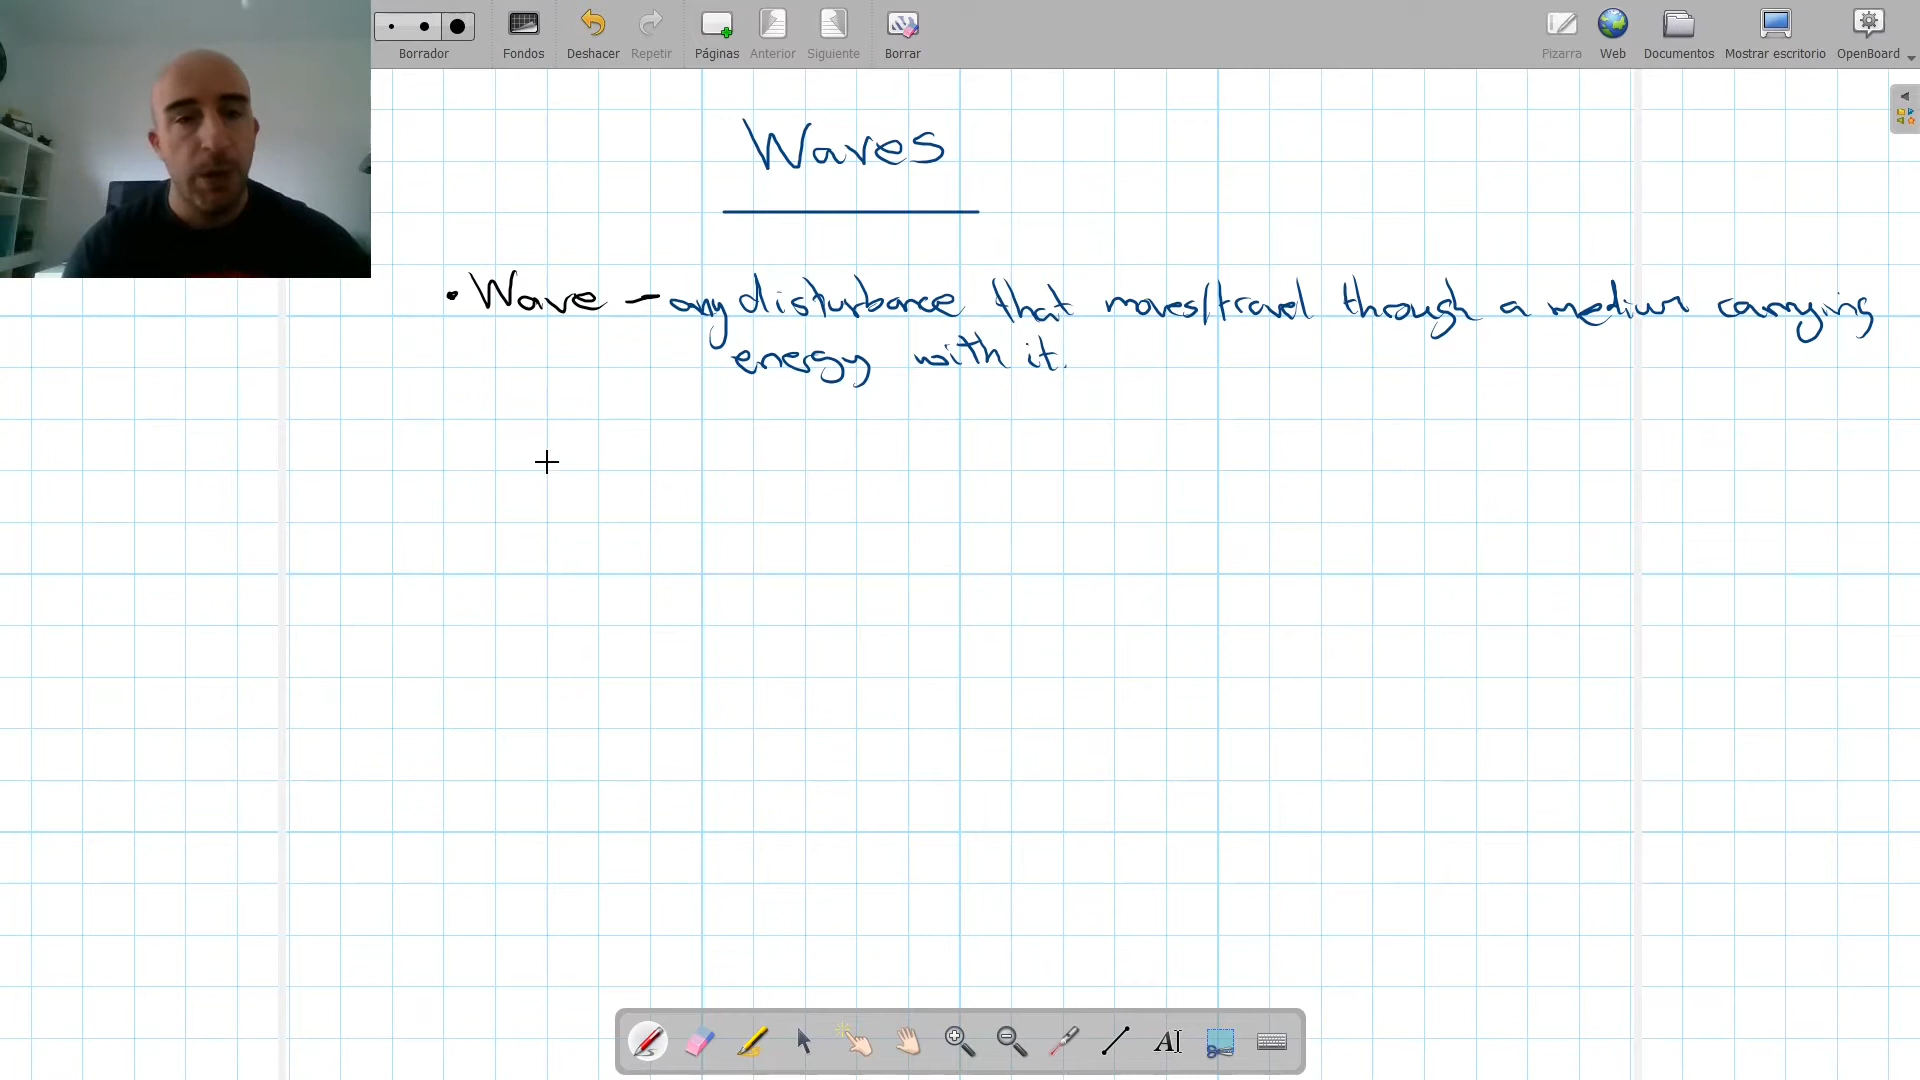 Borrador
Fondos
Deshacer
Repetir
Páginas
Anterior
Siguiente
Borrar
Pizarra
Web
Documentos
Mostrar escritorio
OpenBoard
Waves
• Wave – any disturbance that moves/travel through a medium carrying
energy with it.
A